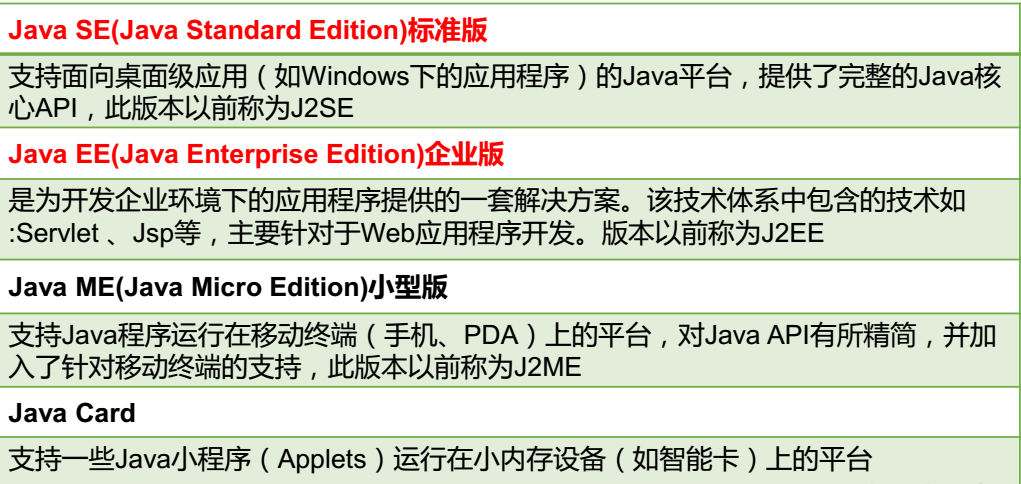 Java SE(Java Standard Edition)标准版
支持面向桌面级应用（如Windows下的应用程序）的Java平台，提供了完整的Java核
心API，此版本以前称为J2SE
Java EE(Java Enterprise Edition)企业版
是为开发企业环境下的应用程序提供的一套解决方案。该技术体系中包含的技术如
:Servlet 、Jsp等，主要针对于Web应用程序开发。版本以前称为J2EE
Java ME(Java Micro Edition)小型版
支持Java程序运行在移动终端（手机、PDA）上的平台，对Java API有所精简，并加
入了针对移动终端的支持，此版本以前称为J2ME
Java Card
支持一些Java小程序（Applets）运行在小内存设备（如智能卡）上的平台